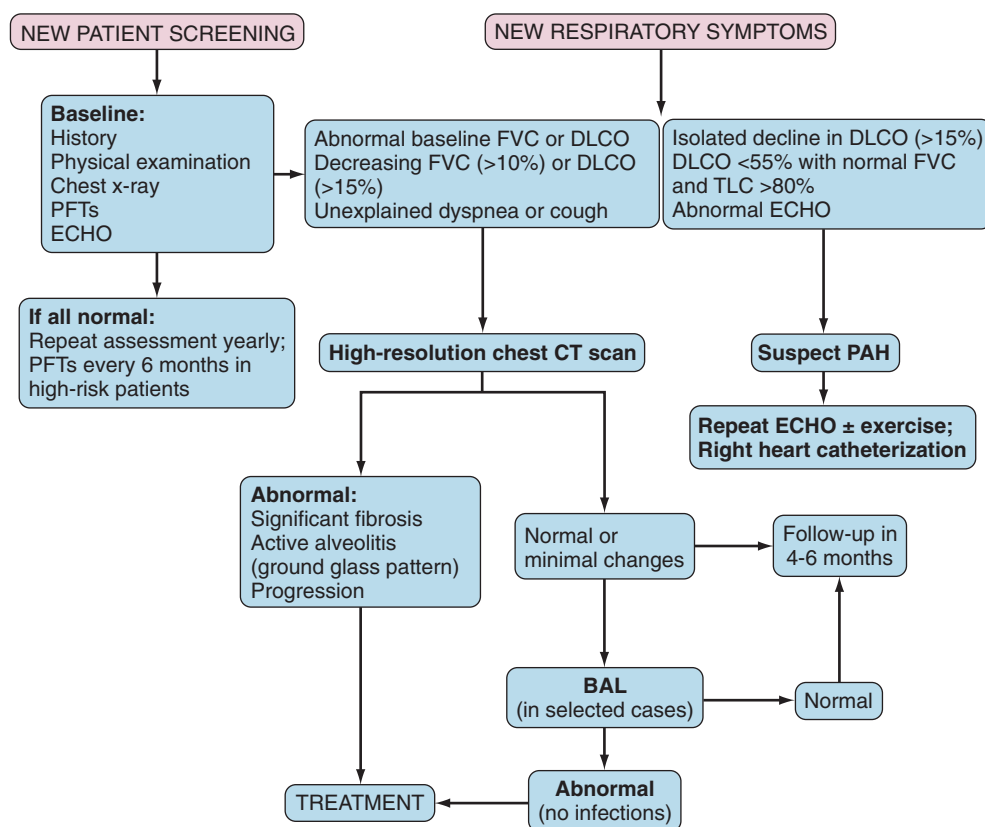 NEW PATIENT SCREENING
NEW RESPIRATORY SYMPTOMS
Baseline:
History
Physical examination
Chest x-ray
PFTs
ECHO
Abnormal baseline FVC or DLCO
Decreasing FVC (>10%) or DLCO
(>15%)
Unexplained dyspnea or cough
Isolated decline in DLCO (>15%)
DLCO <55% with normal FVC
and TLC >80%
Abnormal ECHO
If all normal:
Repeat assessment yearly;
PFTs every 6 months in
high-risk patients
High-resolution chest CT scan
Suspect PAH
Repeat ECHO ± exercise;
Right heart catheterization
Abnormal:
Significant fibrosis
Active alveolitis
(ground glass pattern)
Progression
Normal or
minimal changes
Follow-up in
4-6 months
BAL
(in selected cases)
Normal
Abnormal
(no infections)
TREATMENT